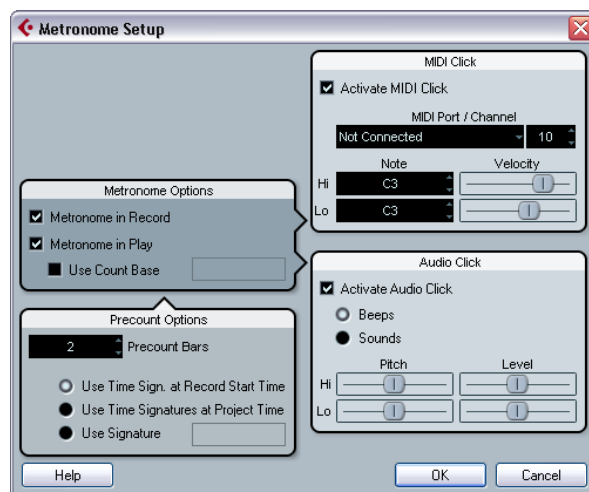 Metronome Setup
MIDI Click
Activate MIDI Click
MIDI Port / Channel
Not Connected 10
Note Velocity
Hi C3
Lo C3
Metronome Options
Metronome in Record
Metronome in Play
Use Count Base
Audio Click
Activate Audio Click
Beeps
Sounds
Pitch Level
Hi
Lo
Precount Options
2 Precount Bars
Use Time Sign. at Record Start Time
Use Time Signatures at Project Time
Use Signature
Help OK Cancel